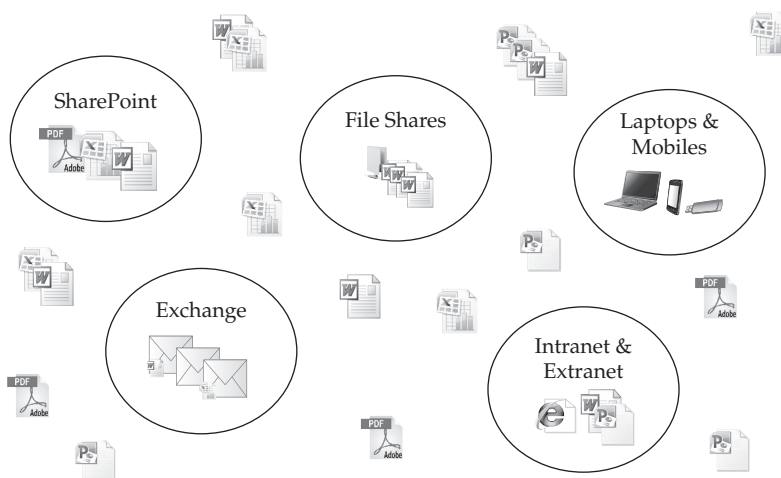 SharePoint
PDF
Adobe
File Shares
Laptops &
Mobiles
Exchange
PDF
Adobe
Intranet &
Extranet
PDF
Adobe
PDF
Adobe